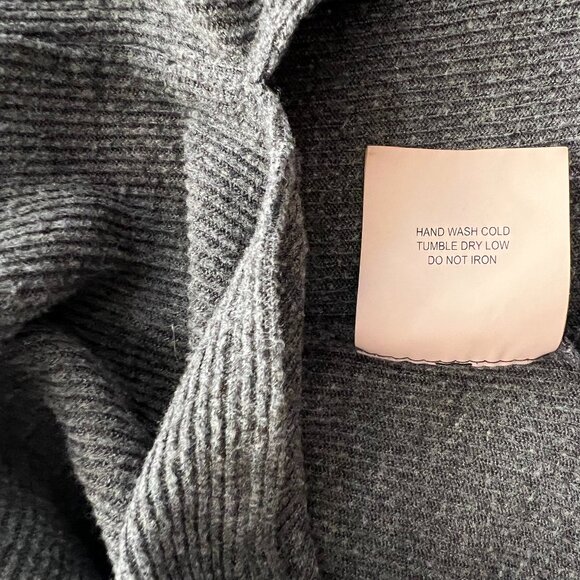 HAND WASH COLD
TUMBLE DRY LOW
DO NOT IRON